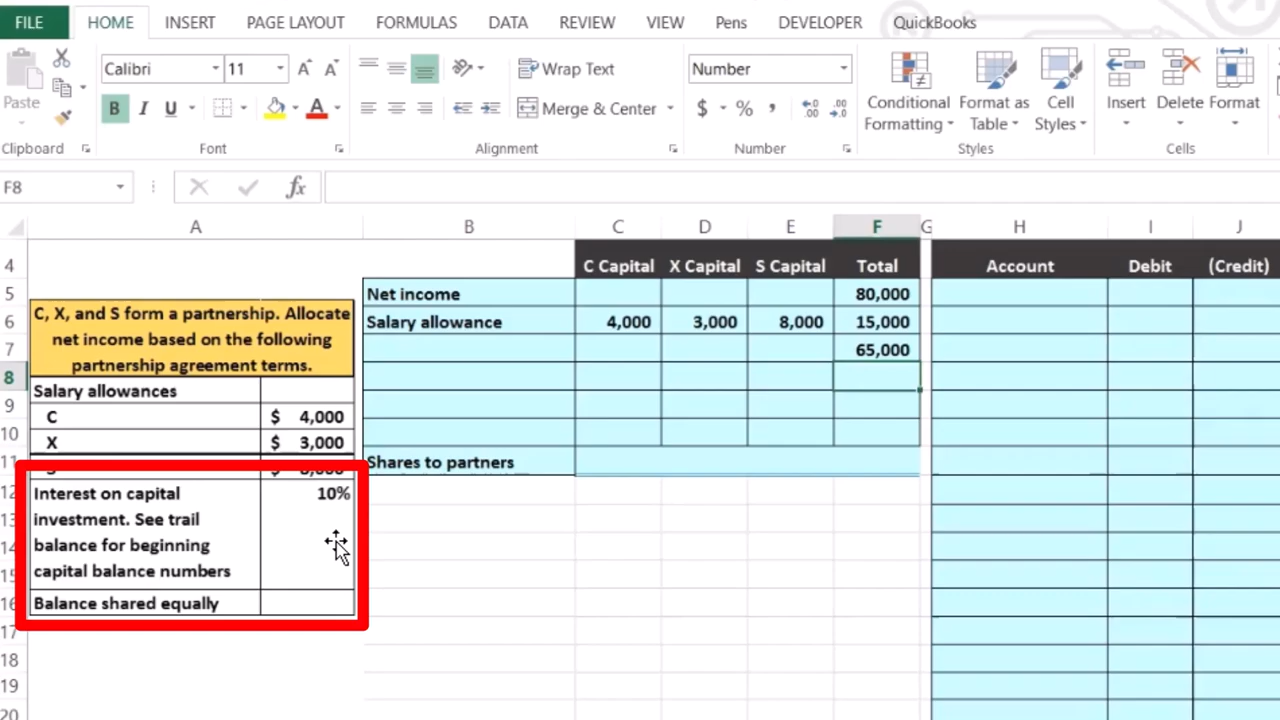 FILE HOME INSERT PAGE LAYOUT FORMULAS DATA REVIEW VIEW Pens DEVELOPER QuickBooks
Calibri 11 Wrap Text Number
Paste B I U Merge & Center $ % , Conditional Formatting Format as Table Cell Styles Insert Delete Format
Clipboard Font Alignment Number Styles Cells
F8 fx
A B C D E F G H I J
4 C Capital X Capital S Capital Total Account Debit (Credit)
5 Net income 80,000
C, X, and S form a partnership. Allocate
6 Salary allowance 4,000 3,000 8,000 15,000
net income based on the following
7 65,000
partnership agreement terms.
8
Salary allowances
9
C $ 4,000
10
X $ 3,000
11 Shares to partners
12 Interest on capital 10%
13 investment. See trail
14 balance for beginning
15 capital balance numbers
16 Balance shared equally
17
18
19
20